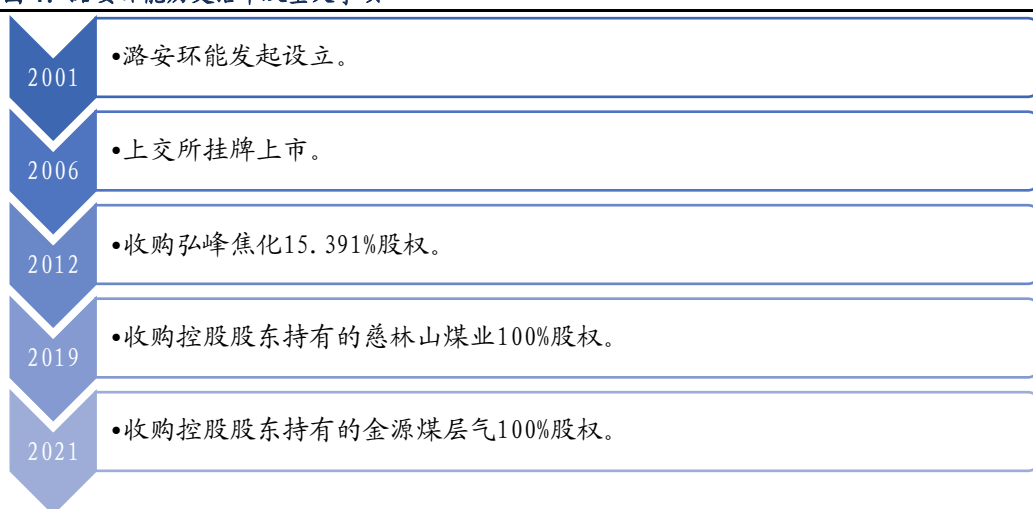 2001
•潞安环能发起设立。
2006
•上交所挂牌上市。
2012
•收购弘峰焦化15.391%股权。
2019
•收购控股股东持有的慈林山煤业100%股权。
2021
•收购控股股东持有的金源煤层气100%股权。